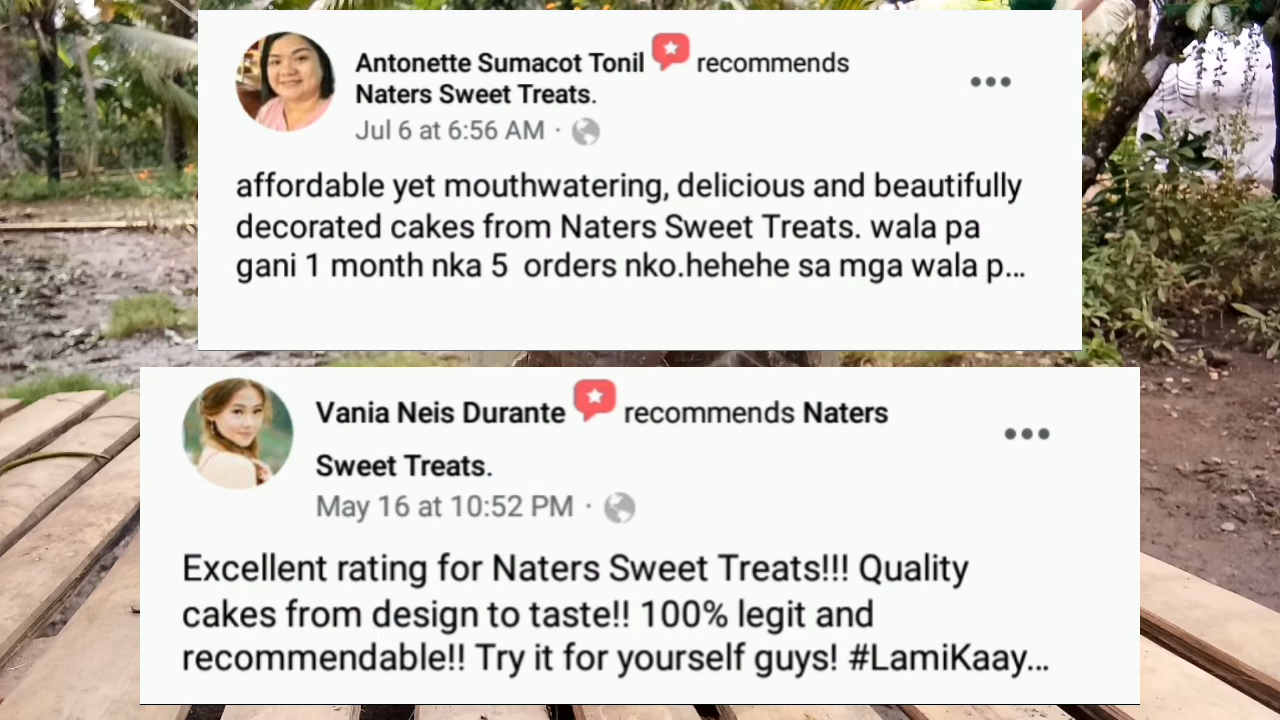 Antonette Sumacot Tonil recommends
Naters Sweet Treats.
Jul 6 at 6:56 AM ·
affordable yet mouthwatering, delicious and beautifully
decorated cakes from Naters Sweet Treats. wala pa
gani 1 month nka 5 orders nko.hehehe sa mga wala p...
Vania Neis Durante recommends Naters
Sweet Treats.
May 16 at 10:52 PM ·
Excellent rating for Naters Sweet Treats!!! Quality
cakes from design to taste!! 100% legit and
recommendable!! Try it for yourself guys! #LamiKaay...